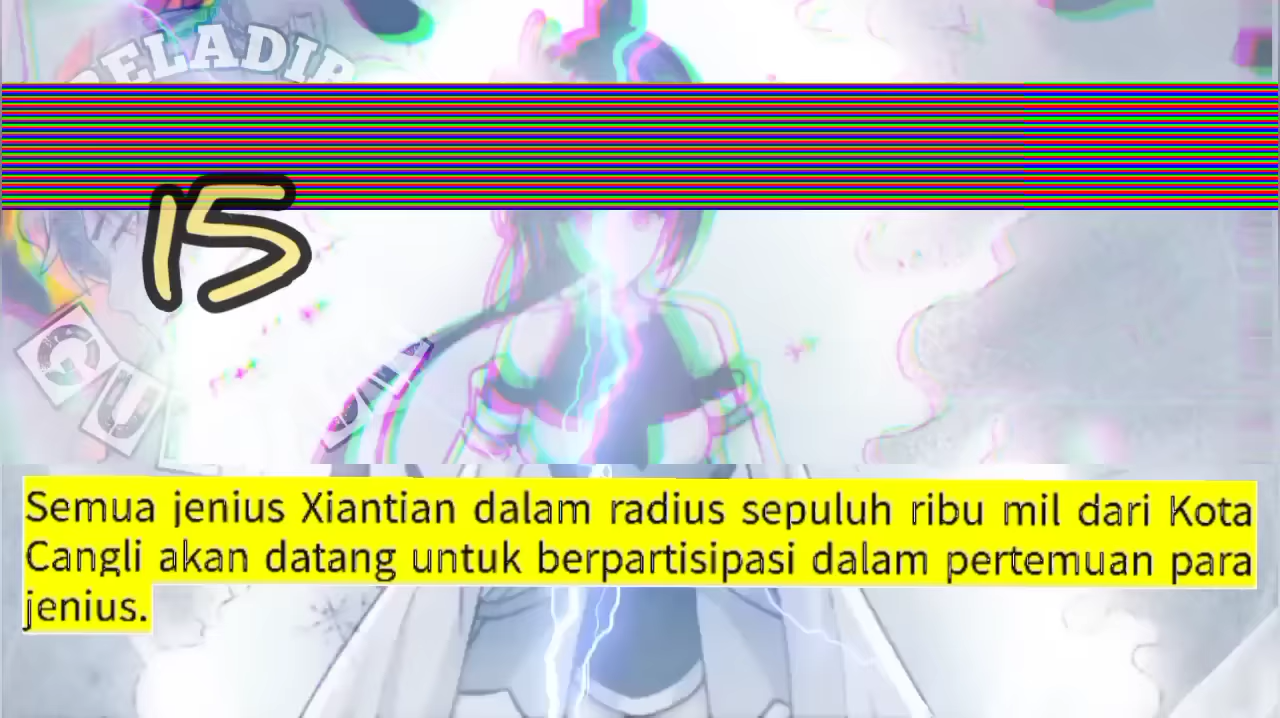 15
Semua jenius Xiantian dalam radius sepuluh ribu mil dari Kota
Cangli akan datang untuk berpartisipasi dalam pertemuan para
jenius.